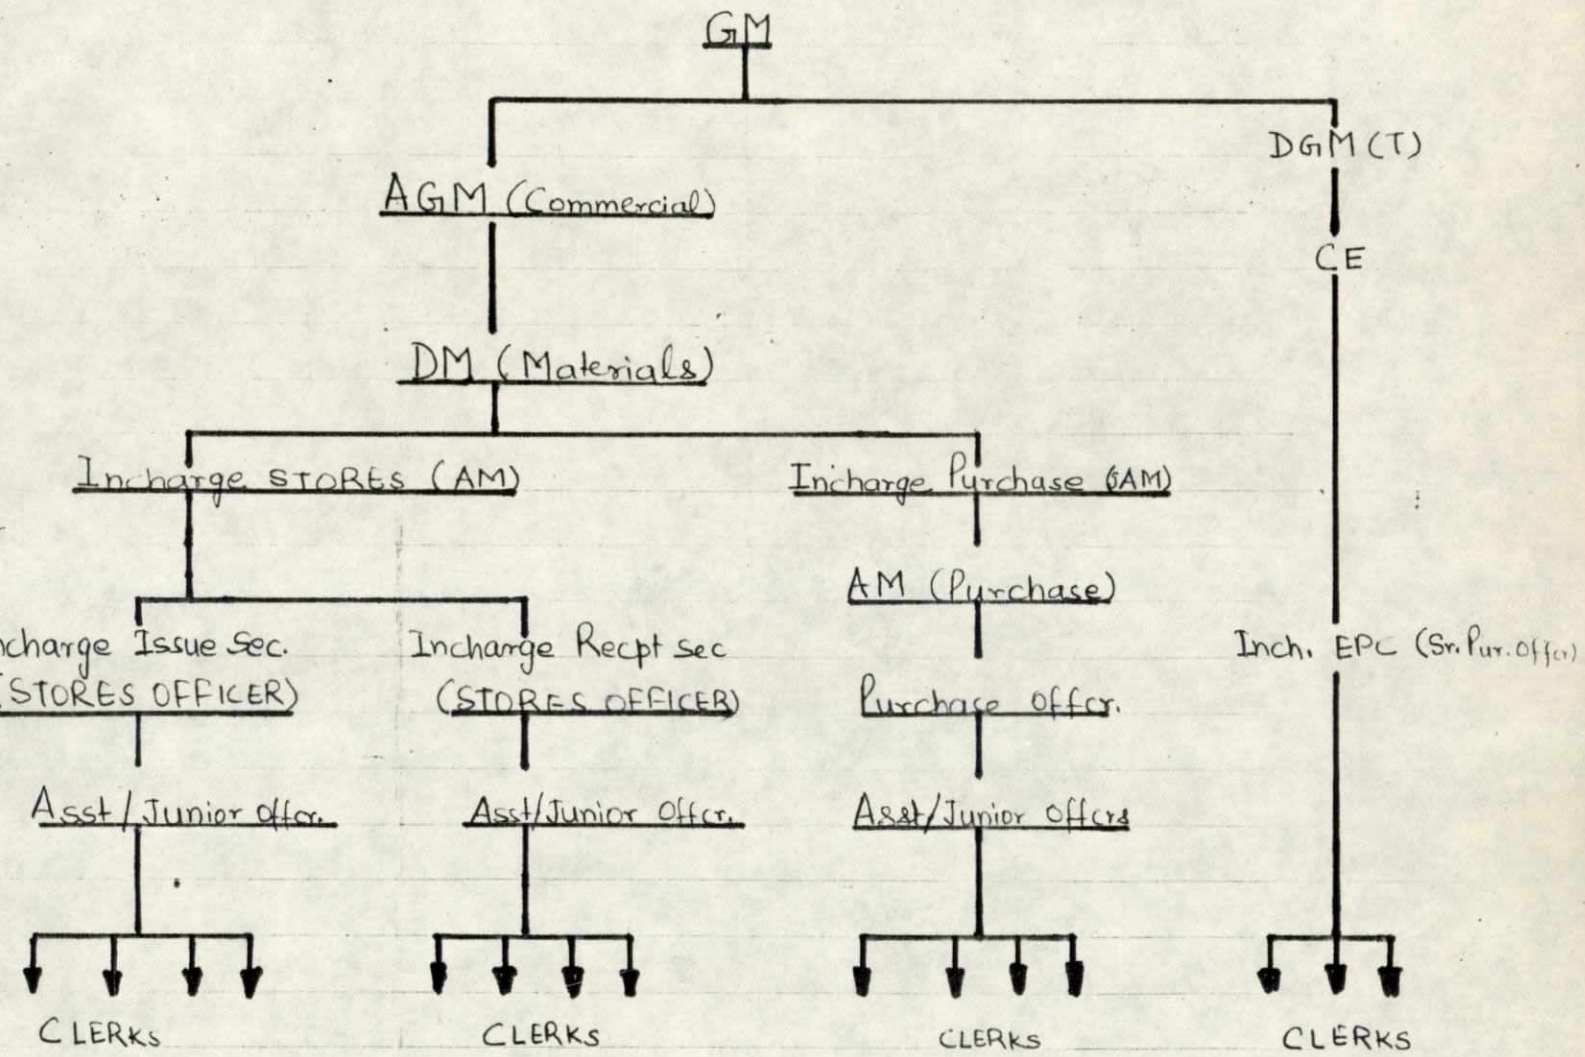 GM
DGM (T)
AGM (Commercial)
CE
DM (Materials)
Incharge STORES (AM)
Incharge Purchase (AM)
AM (Purchase)
ncharge Issue Sec.
(STORES OFFICER)
Incharge Recpt sec
(STORES OFFICER)
Purchase Offcr.
Inch. EPC (Sr. Pur. Offcr)
Asst/Junior Offcr.
Asst/Junior Offcr.
Asst/Junior Offcrs
CLERKS
CLERKS
CLERKS
CLERKS